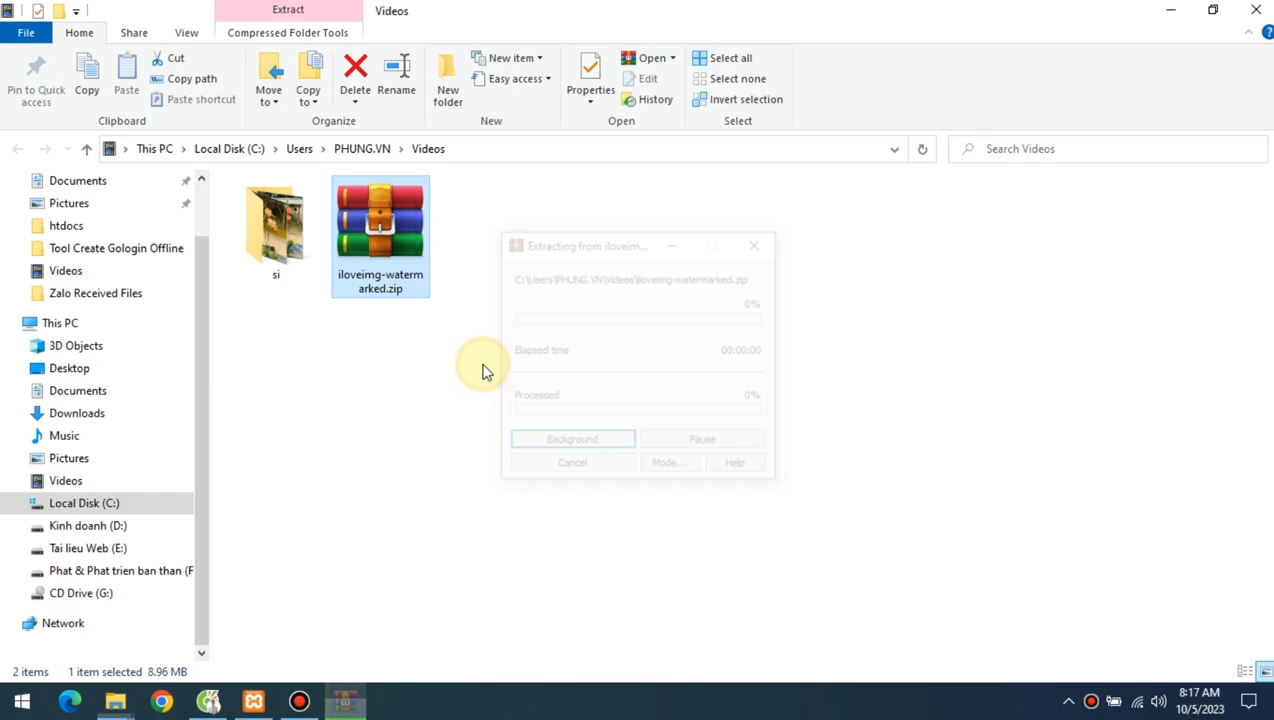 Extract
Videos
File
Home
Share
View
Compressed Folder Tools
Pin to Quick
access
Copy
Paste
Cut
Copy path
Paste shortcut
Move
to
Copy
to
Delete
Rename
New
folder
New item
Easy access
Properties
Open
Edit
History
Select all
Select none
Invert selection
Clipboard
Organize
New
Open
Select
This PC
Local Disk (C:)
Users
PHUNG.VN
Videos
Search Videos
Documents
Pictures
htdocs
Tool Create Gologin Offline
Videos
Zalo Received Files
This PC
3D Objects
Desktop
Documents
Downloads
Music
Pictures
Videos
Local Disk (C:)
Kinh doanh (D:)
Tai lieu Web (E:)
Phat & Phat trien ban than (F
CD Drive (G:)
Network
si
iloveimg-waterm
arked.zip
Extracting from iloveim...
C:\Users\PHUNG.VN\Videos\iloveimg-watermarked.zip
0%
Elapsed time
00:00:00
Processed
0%
Background
Pause
Cancel
Mode...
Help
2 items
1 item selected 8.96 MB
8:17 AM
10/5/2023